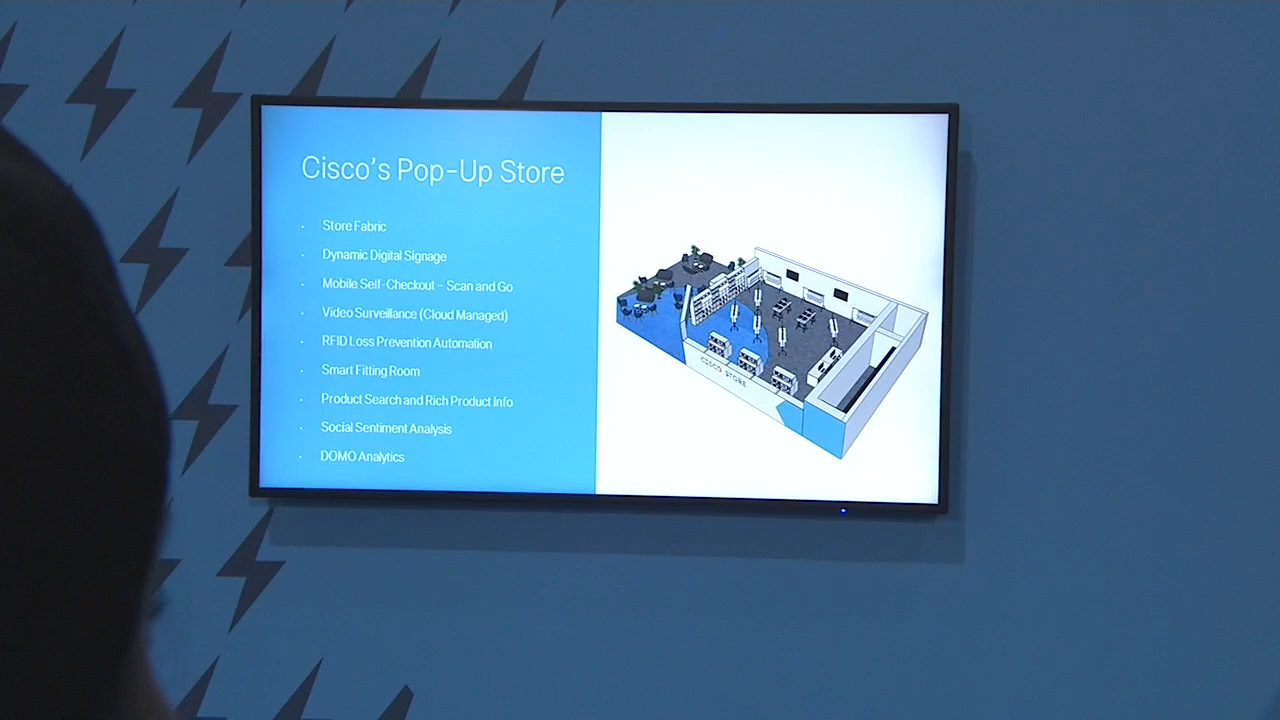 Cisco's Pop-Up Store
Store Fabric
Dynamic Digital Signage
Mobile Self-Checkout – Scan and Go
Video Surveillance (Cloud Managed)
RFID Loss Prevention Automation
Smart Fitting Room
Product Search and Rich Product Info
Social Sentiment Analysis
DOMO Analytics
CISCO STORE